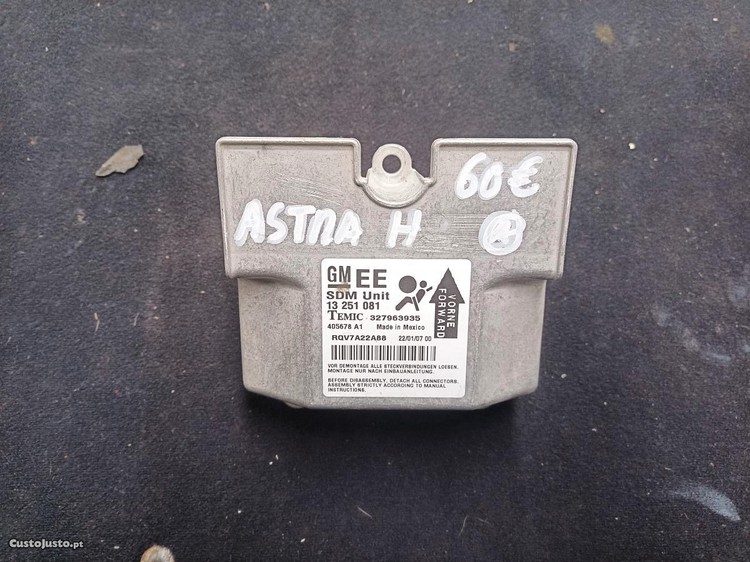 60€
ASTRA H
GM EE
SDM Unit
13 251 081
TEMIC 327963935
405678 A1 Made in Mexico
RQV7A22A88 22/01/07 00
VORNE
FORWARD
VOR DEMONTAGE ALLE STECKVERBINDUNGEN LOESEN.
MONTAGE NUR NACH EINBAUANLEITUNG.
BEFORE DISASSEMBLY, DETACH ALL CONNECTORS.
ASSEMBLY STRICTLY ACCORDING TO MANUAL
INSTRUCTIONS.
CustoJusto.pt